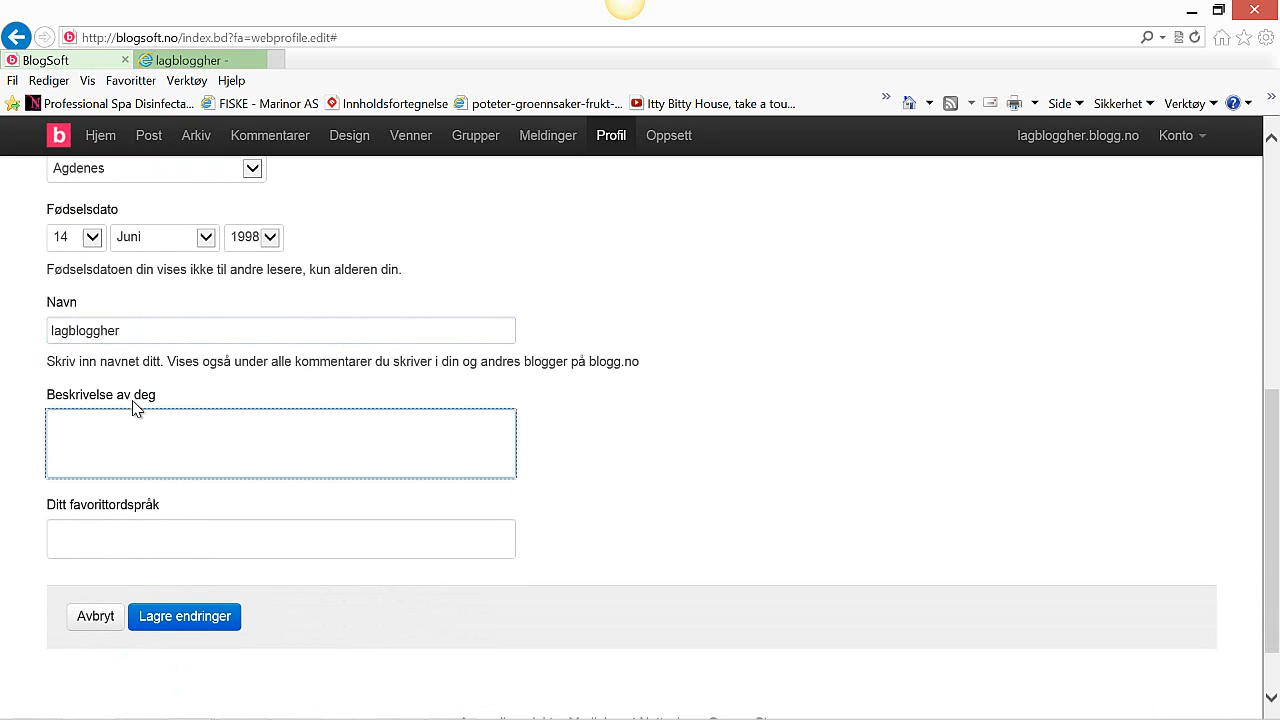 http://blogsoft.no/index.bd?fa=webprofile.edit#
BlogSoft
lagbloggher -
Fil Rediger Vis Favoritter Verktøy Hjelp
Professional Spa Disinfecta... FISKE - Marinor AS Innholdsfortegnelse poteter-groennsaker-frukt-... Itty Bitty House, take a tou...
Side Sikkerhet Verktøy
b Hjem Post Arkiv Kommentarer Design Venner Grupper Meldinger Profil Oppsett lagbloggher.blogg.no Konto
Agdenes
Fødselsdato
14 Juni 1998
Fødselsdatoen din vises ikke til andre lesere, kun alderen din.
Navn
lagbloggher
Skriv inn navnet ditt. Vises også under alle kommentarer du skriver i din og andres blogger på blogg.no
Beskrivelse av deg
Ditt favorittordspråk
Avbryt Lagre endringer